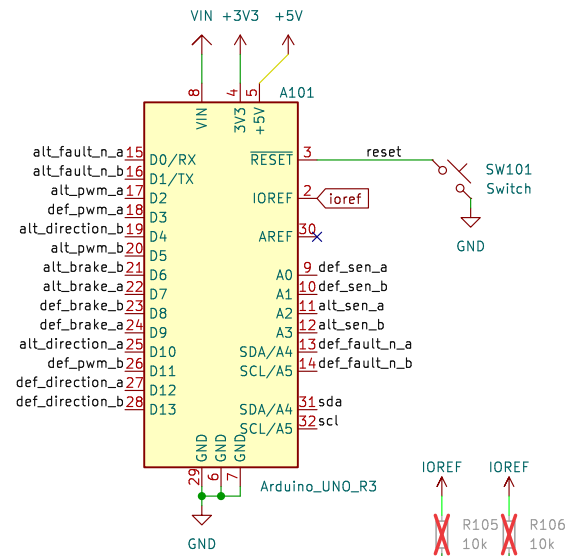 VIN +3V3 +5V
8 4 5 A101
VIN 3V3 +5V
alt_fault_n_a 15 D0/RX RESET 3 reset
alt_fault_n_b 16 D1/TX SW101
alt_pwm_a 17 D2 IOREF 2 ioref Switch
def_pwm_a 18 D3
alt_direction_b 19 D4 AREF 30 GND
alt_pwm_b 20 D5
alt_brake_b 21 D6 A0 9 def_sen_a
alt_brake_a 22 D7 A1 10 def_sen_b
def_brake_b 23 D8 A2 11 alt_sen_a
def_brake_a 24 D9 A3 12 alt_sen_b
alt_direction_a 25 D10 SDA/A4 13 def_fault_n_a
def_pwm_b 26 D11 SCL/A5 14 def_fault_n_b
def_direction_a 27 D12
def_direction_b 28 D13 SDA/A4 31 sda
SCL/A5 32 scl
GND GND GND
29 6 7 Arduino_UNO_R3
GND
IOREF IOREF
R105 R106
10k 10k